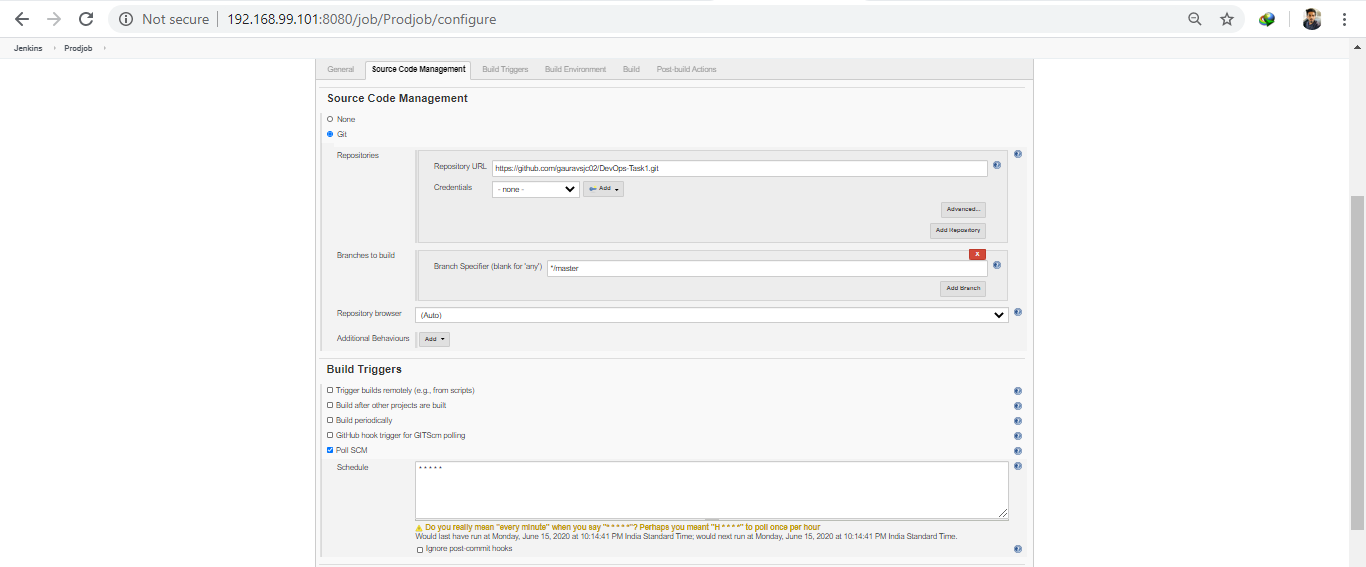 Not secure 192.168.99.101:8080/job/Prodjob/configure
Jenkins Prodjob
General Source Code Management Build Triggers Build Environment Build Post-build Actions
Source Code Management
None
Git
Repositories
Repository URL https://github.com/gauravsjc02/DevOps-Task1.git
Credentials - none - Add
Advanced...
Add Repository
Branches to build
X
Branch Specifier (blank for 'any') */master
Add Branch
Repository browser (Auto)
Additional Behaviours Add
Build Triggers
Trigger builds remotely (e.g., from scripts)
Build after other projects are built
Build periodically
GitHub hook trigger for GITScm polling
Poll SCM
Schedule * * * * *
Do you really mean "every minute" when you say "* * * * *"? Perhaps you meant "H * * * *" to poll once per hour
Would last have run at Monday, June 15, 2020 at 10:14:41 PM India Standard Time; would next run at Monday, June 15, 2020 at 10:14:41 PM India Standard Time.
Ignore post-commit hooks